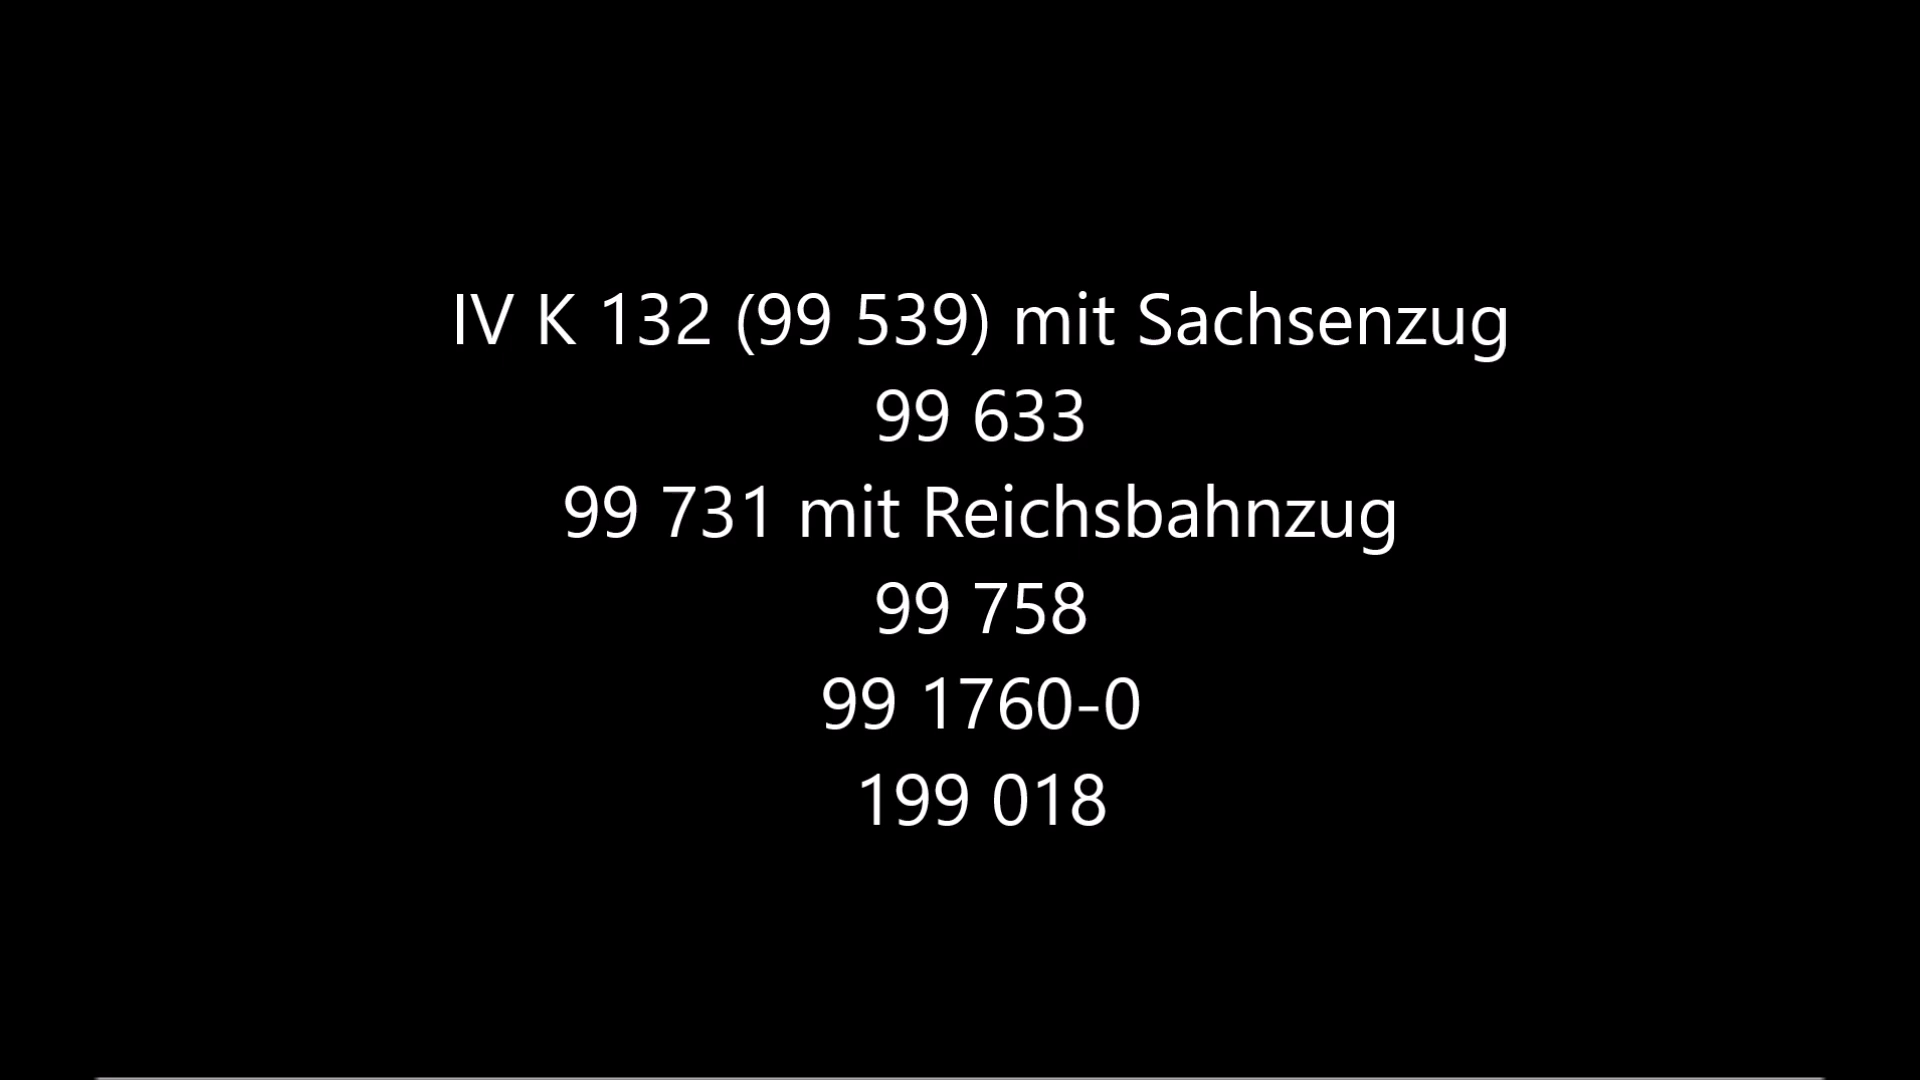 IV K 132 (99 539) mit Sachsenzug
99 633
99 731 mit Reichsbahnzug
99 758
99 1760-0
199 018